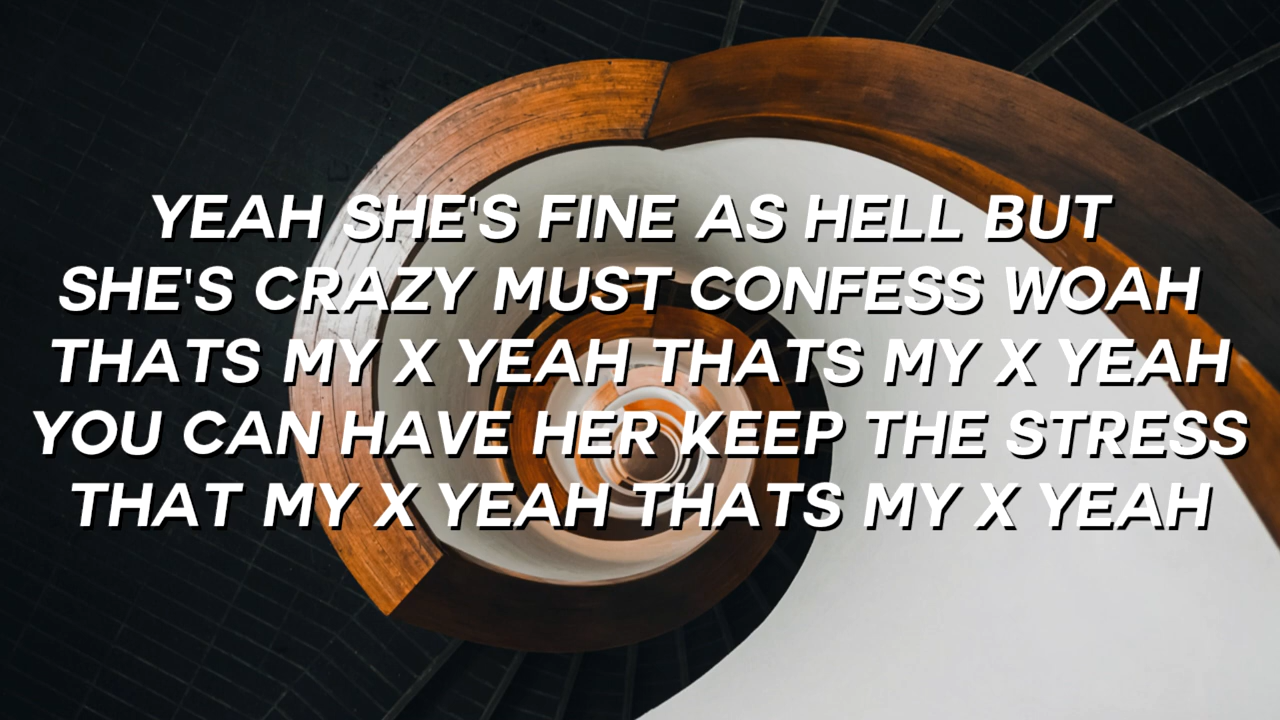 YEAH SHE'S FINE AS HELL BUT
SHE'S CRAZY MUST CONFESS WOAH
THATS MY X YEAH THATS MY X YEAH
YOU CAN HAVE HER KEEP THE STRESS
THAT MY X YEAH THATS MY X YEAH